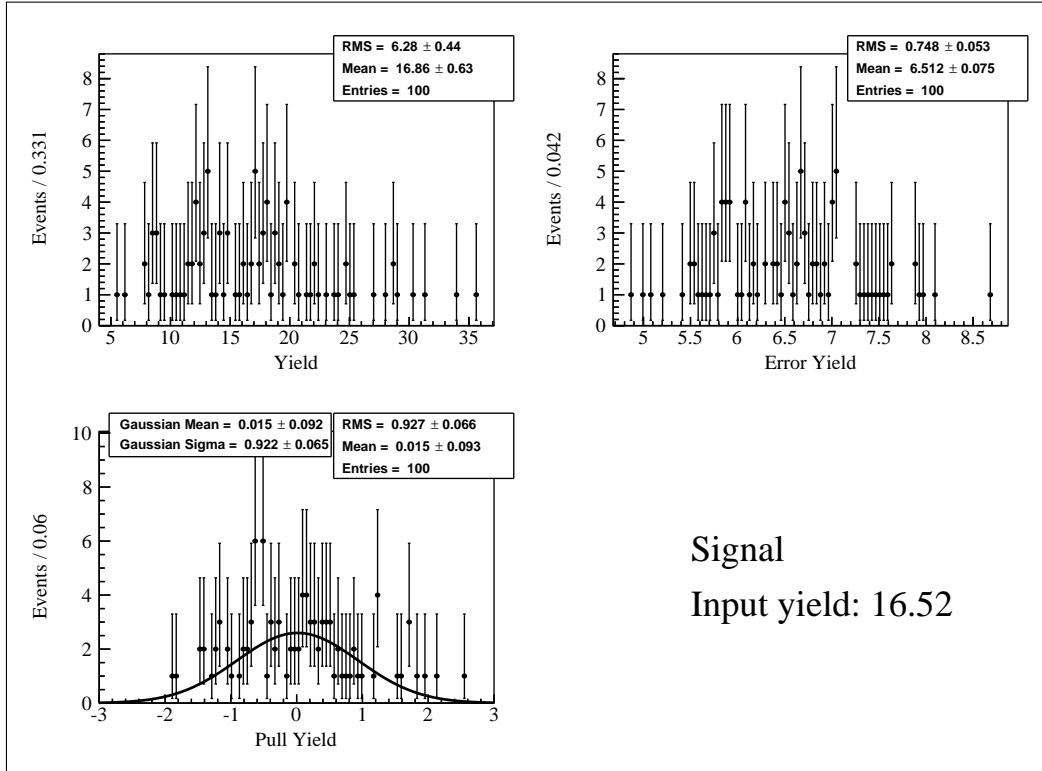 RMS = 6.28 ± 0.44
Mean = 16.86 ± 0.63
Entries = 100
Events / 0.331
0 1 2 3 4 5 6 7 8
5 10 15 20 25 30 35
Yield
RMS = 0.748 ± 0.053
Mean = 6.512 ± 0.075
Entries = 100
Events / 0.042
0 1 2 3 4 5 6 7 8
5 5.5 6 6.5 7 7.5 8 8.5
Error Yield
Gaussian Mean = 0.015 ± 0.092
Gaussian Sigma = 0.922 ± 0.065
RMS = 0.927 ± 0.066
Mean = 0.015 ± 0.093
Entries = 100
Events / 0.06
0 2 4 6 8 10
-3 -2 -1 0 1 2 3
Pull Yield
Signal
Input yield: 16.52